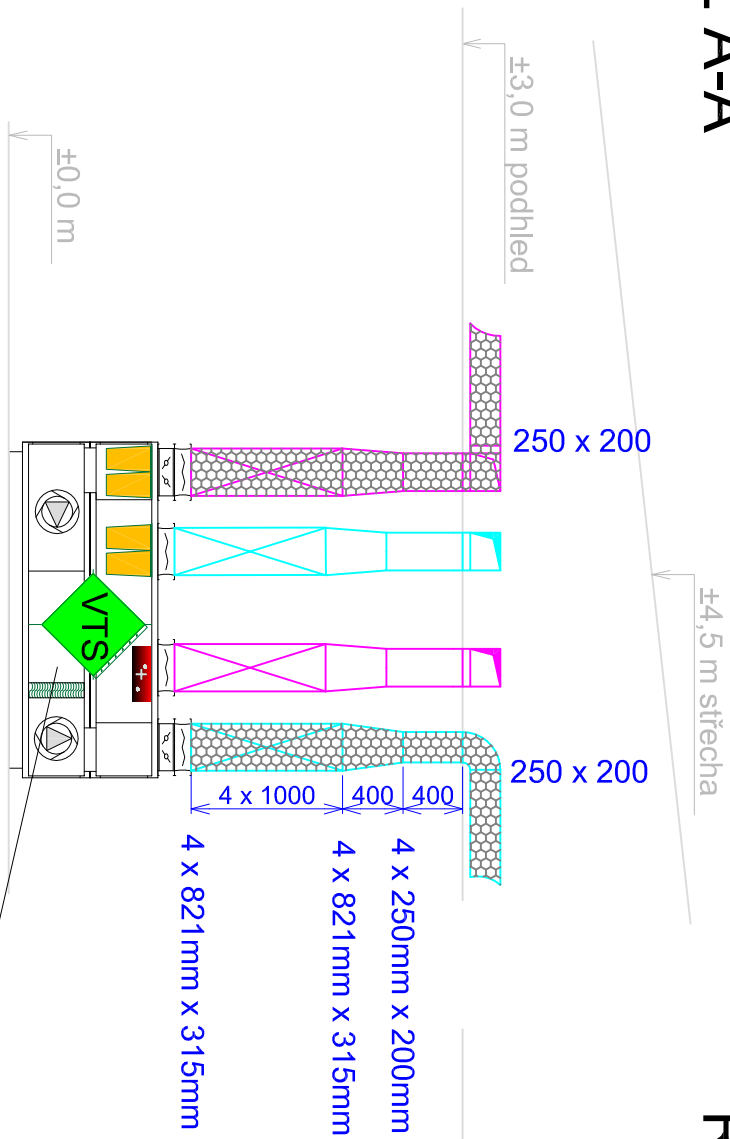 A-A
±3,0 m podhled
±0,0 m
±4,5 m střecha
250 x 200
250 x 200
VTS
+
4 x 1000
400
400
4 x 821mm x 315mm
4 x 821mm x 315mm
4 x 250mm x 200mm